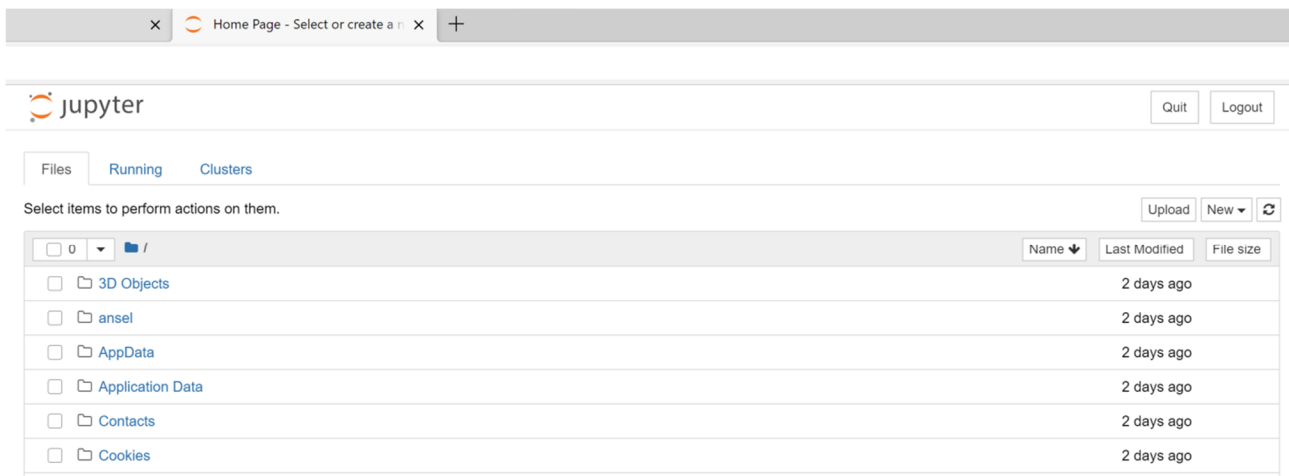 Home Page - Select or create a n
jupyter
Quit Logout
Files Running Clusters
Select items to perform actions on them.
Upload New
0 / Name Last Modified File size
3D Objects 2 days ago
ansel 2 days ago
AppData 2 days ago
Application Data 2 days ago
Contacts 2 days ago
Cookies 2 days ago